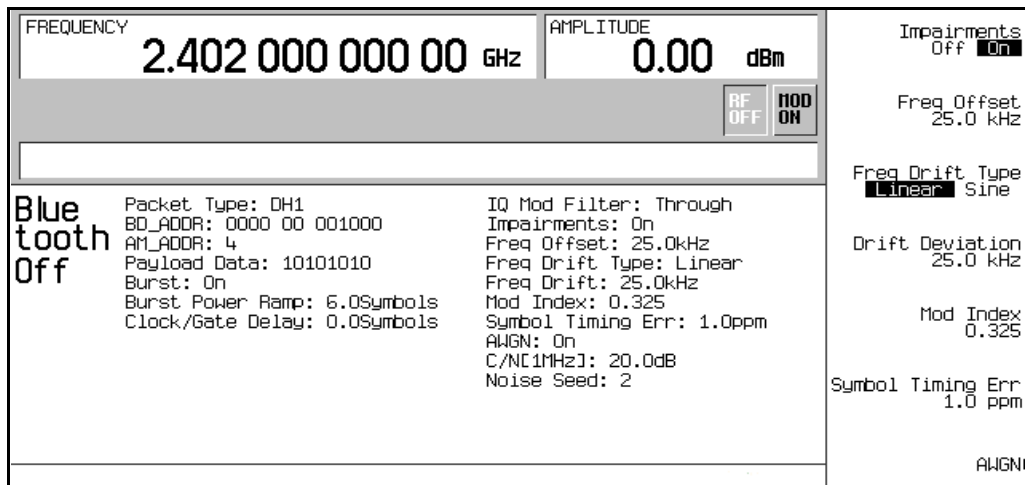 FREQUENCY
2.402 000 000 00 GHz
AMPLITUDE
0.00 dBm
RF OFF
MOD ON
Blue
tooth
Off
Packet Type: DH1
BD_ADDR: 0000 00 001000
AM_ADDR: 4
Payload Data: 10101010
Burst: On
Burst Power Ramp: 6.0Symbols
Clock/Gate Delay: 0.0Symbols
IQ Mod Filter: Through
Impairments: On
Freq Offset: 25.0kHz
Freq Drift Type: Linear
Freq Drift: 25.0kHz
Mod Index: 0.325
Symbol Timing Err: 1.0ppm
AWGN: On
C/N[1MHz]: 20.0dB
Noise Seed: 2
Impairments
Off On
Freq Offset
25.0 kHz
Freq Drift Type
Linear Sine
Drift Deviation
25.0 kHz
Mod Index
0.325
Symbol Timing Err
1.0 ppm
AWGN